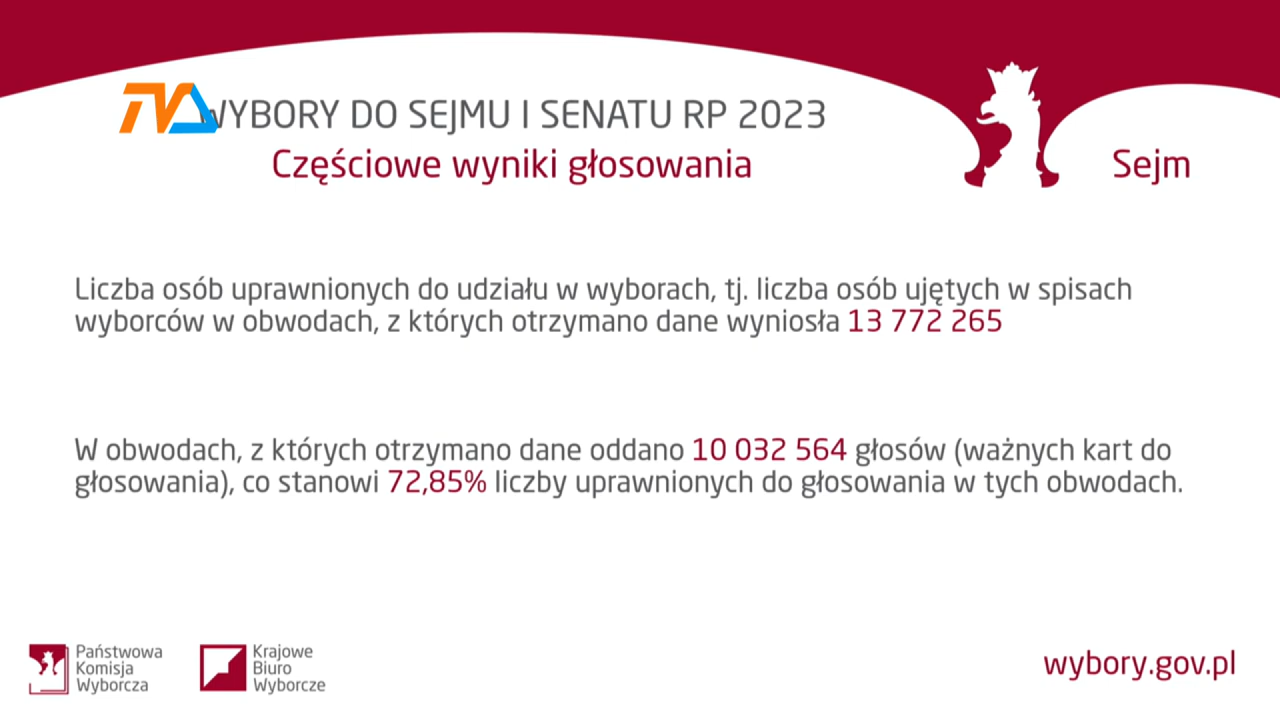 TVS
WYBORY DO SEJMU I SENATU RP 2023
Częściowe wyniki głosowania
Sejm
Liczba osób uprawnionych do udziału w wyborach, tj. liczba osób ujętych w spisach
wyborców w obwodach, z których otrzymano dane wyniosła 13 772 265
W obwodach, z których otrzymano dane oddano 10 032 564 głosów (ważnych kart do
głosowania), co stanowi 72,85% liczby uprawnionych do głosowania w tych obwodach.
Państwowa
Komisja
Wyborcza
Krajowe
Biuro
Wyborcze
wybory.gov.pl